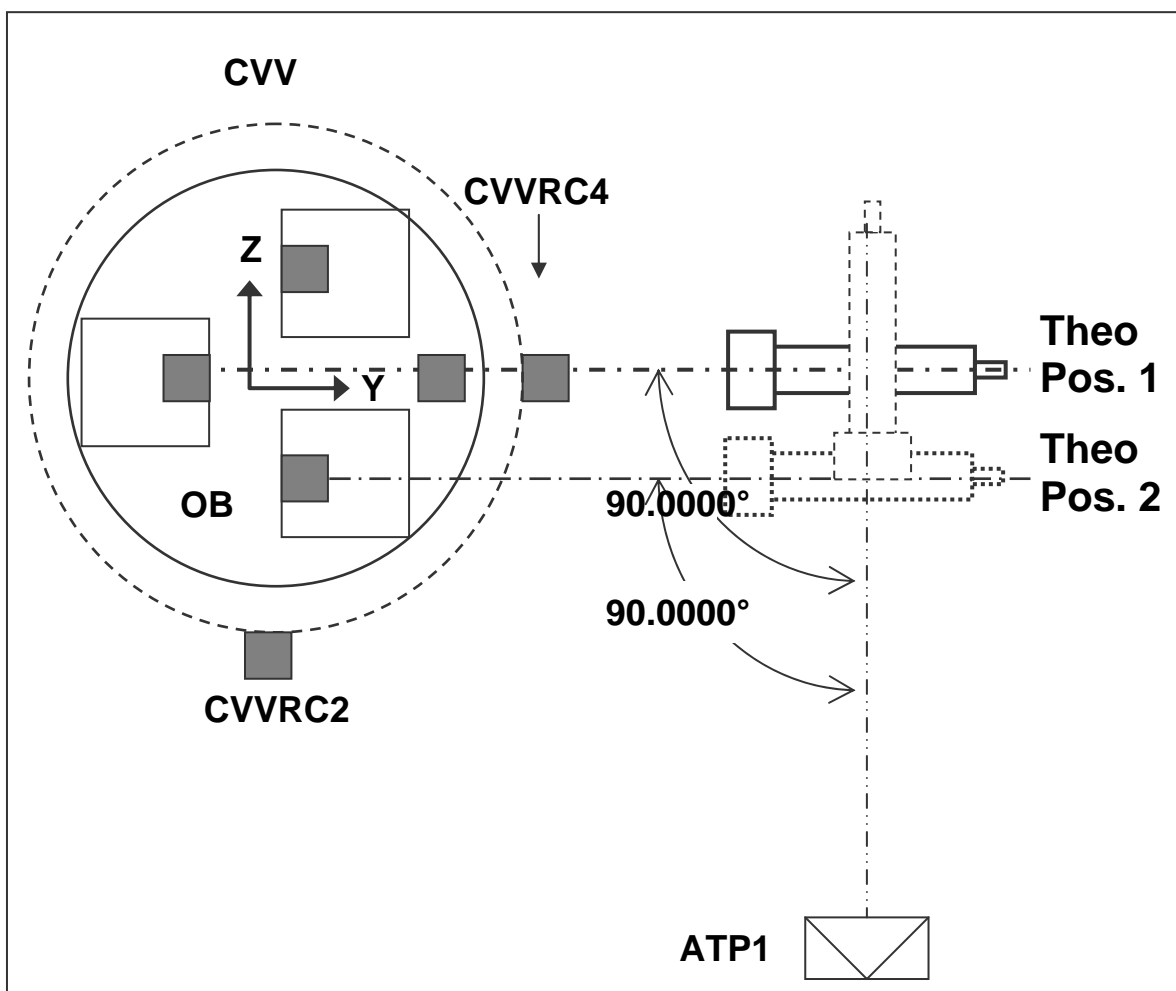 CVV
CVVRC4
Z
Y
Theo
Pos. 1
Theo
Pos. 2
OB
90.0000°
90.0000°
CVVRC2
ATP1